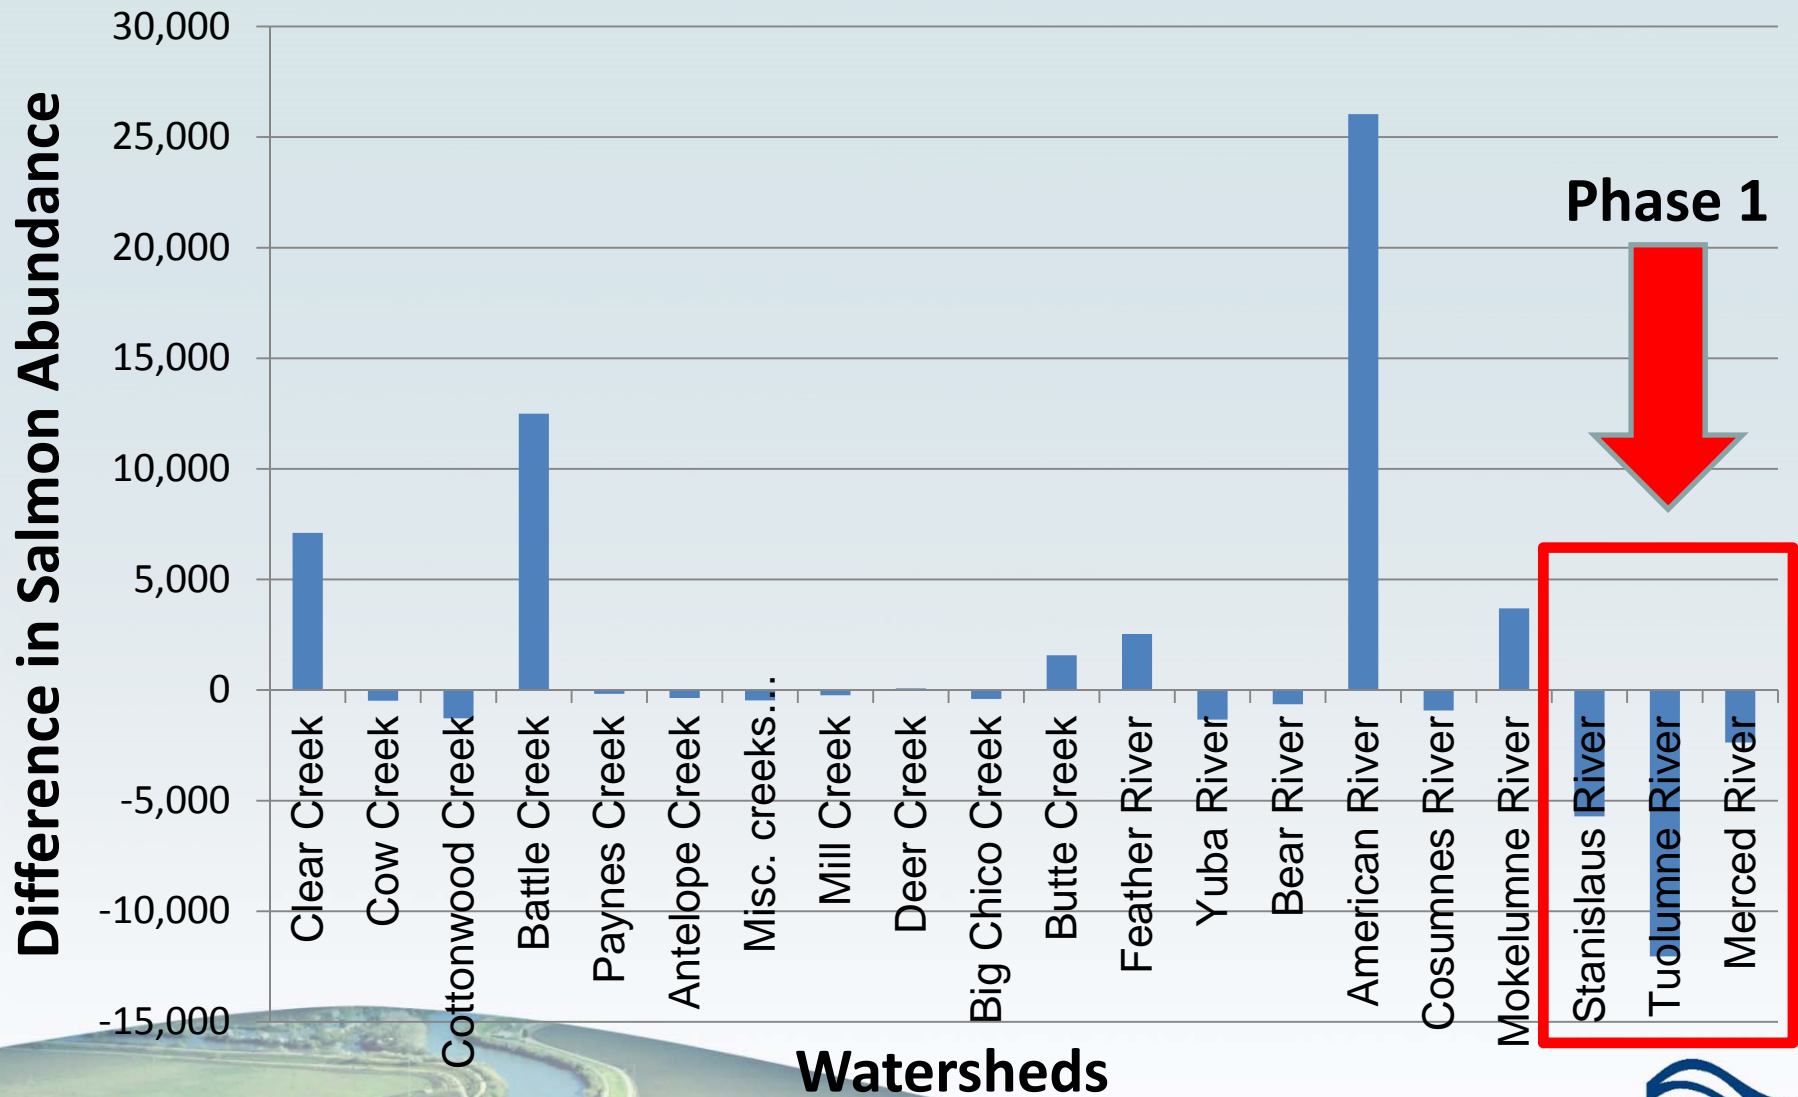 Difference in Salmon Abundance
30,000
25,000
20,000
15,000
10,000
5,000
0
-5,000
-10,000
-15,000
Phase 1
Clear Creek
Cow Creek
Cottonwood Creek
Battle Creek
Paynes Creek
Antelope Creek
Misc. creeks...
Mill Creek
Deer Creek
Big Chico Creek
Butte Creek
Feather River
Yuba River
Bear River
American River
Cosumnes River
Mokelumne River
Stanislaus River
Tuolumne River
Merced River
Watersheds